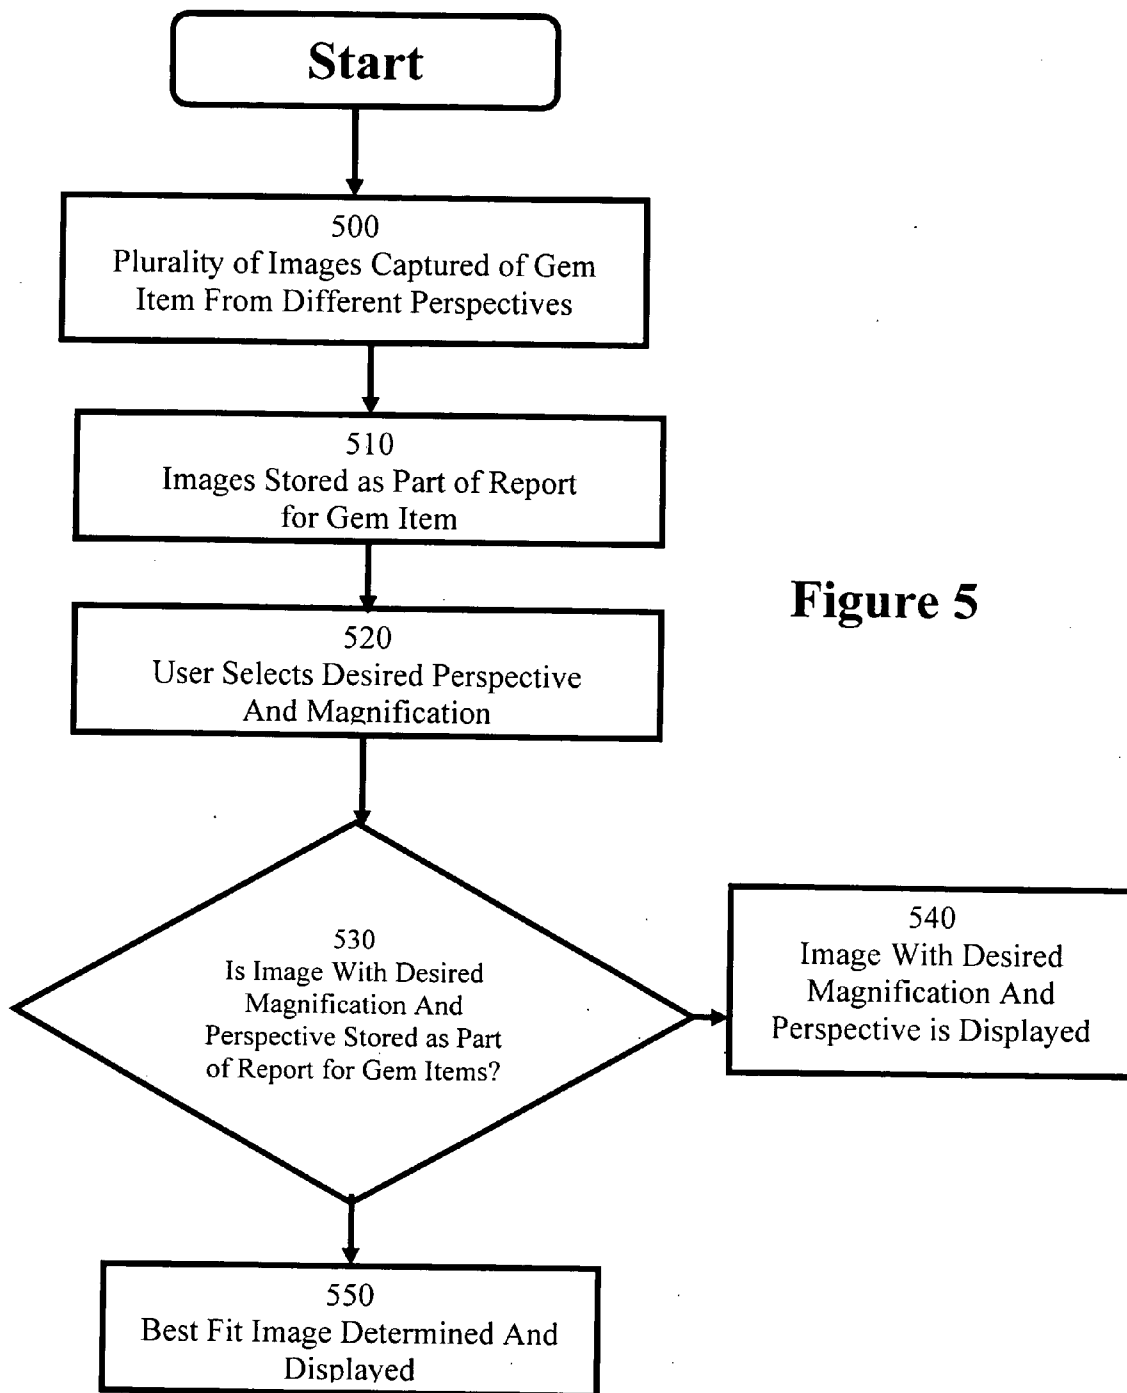 Start
500
Plurality of Images Captured of Gem
Item From Different Perspectives
510
Images Stored as Part of Report
for Gem Item
Figure 5
520
User Selects Desired Perspective
And Magnification
530
Is Image With Desired
Magnification And
Perspective Stored as Part
of Report for Gem Items?
540
Image With Desired
Magnification And
Perspective is Displayed
550
Best Fit Image Determined And
Displayed